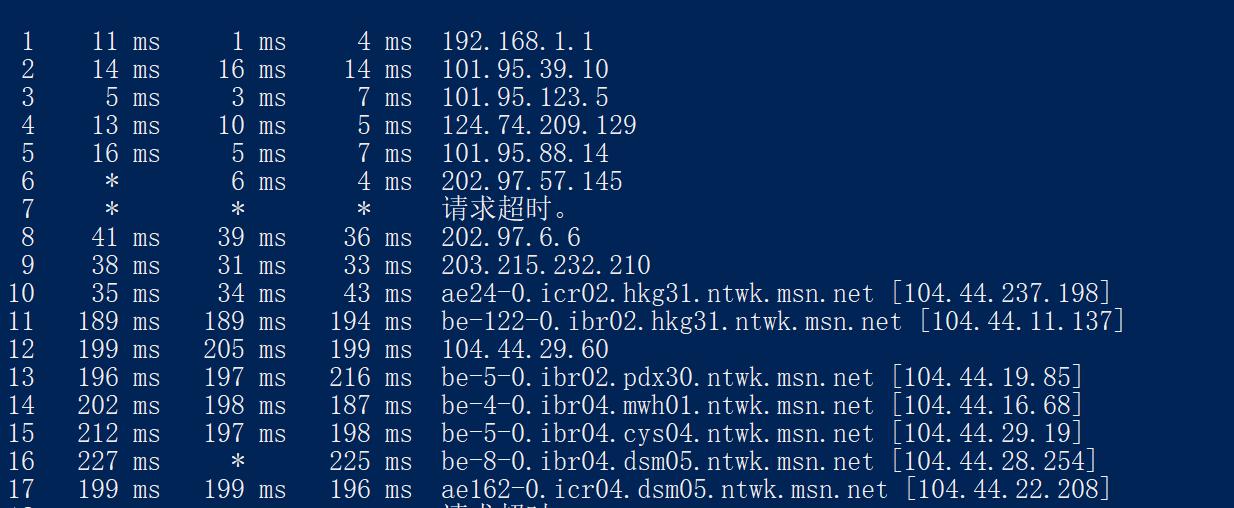 1 11 ms 1 ms 4 ms 192.168.1.1
2 14 ms 16 ms 14 ms 101.95.39.10
3 5 ms 3 ms 7 ms 101.95.123.5
4 13 ms 10 ms 5 ms 124.74.209.129
5 16 ms 5 ms 7 ms 101.95.88.14
6 * 6 ms 4 ms 202.97.57.145
7 * * * 请求超时。
8 41 ms 39 ms 36 ms 202.97.6.6
9 38 ms 31 ms 33 ms 203.215.232.210
10 35 ms 34 ms 43 ms ae24-0.icr02.hkg31.ntwk.msn.net [104.44.237.198]
11 189 ms 189 ms 194 ms be-122-0.ibr02.hkg31.ntwk.msn.net [104.44.11.137]
12 199 ms 205 ms 199 ms 104.44.29.60
13 196 ms 197 ms 216 ms be-5-0.ibr02.pdx30.ntwk.msn.net [104.44.19.85]
14 202 ms 198 ms 187 ms be-4-0.ibr04.mwh01.ntwk.msn.net [104.44.16.68]
15 212 ms 197 ms 198 ms be-5-0.ibr04.cys04.ntwk.msn.net [104.44.29.19]
16 227 ms * 225 ms be-8-0.ibr04.dsm05.ntwk.msn.net [104.44.28.254]
17 199 ms 199 ms 196 ms ae162-0.icr04.dsm05.ntwk.msn.net [104.44.22.208]